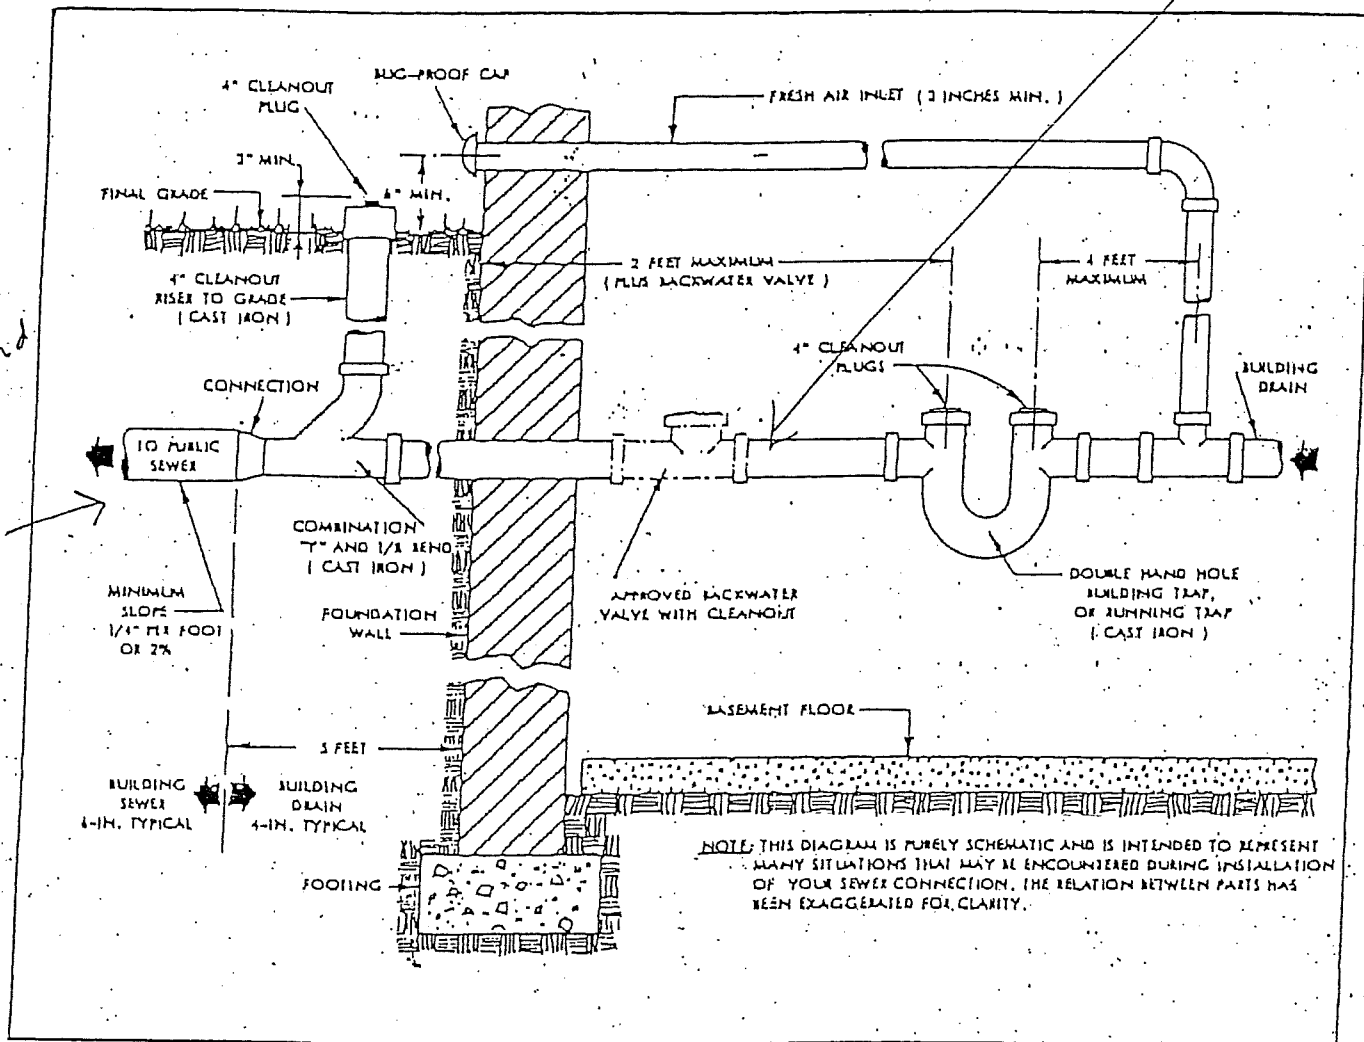 4" CLEANOUT
PLUG
BUG-PROOF CAP
FRESH AIR INLET ( 3 INCHES MIN. )
3" MIN.
6" MIN.
FINAL GRADE
2 FEET MAXIMUM
( PLUS BACKWATER VALVE )
4 FEET
MAXIMUM
4" CLEANOUT
RISER TO GRADE
( CAST IRON )
4" CLEANOUT
PLUGS
BUILDING
DRAIN
CONNECTION
TO PUBLIC
SEWER
COMBINATION
"Y" AND 1/8 BEND
( CAST IRON )
MINIMUM
SLOPE
1/4" PER FOOT
OR 2%
FOUNDATION
WALL
APPROVED BACKWATER
VALVE WITH CLEANOUT
DOUBLE HAND HOLE
BUILDING TRAP,
OR RUNNING TRAP
( CAST IRON )
BASEMENT FLOOR
5 FEET
BUILDING
SEWER
6-IN. TYPICAL
BUILDING
DRAIN
4-IN. TYPICAL
FOOTING
NOTE: THIS DIAGRAM IS PURELY SCHEMATIC AND IS INTENDED TO REPRESENT
MANY SITUATIONS THAT MAY BE ENCOUNTERED DURING INSTALLATION
OF YOUR SEWER CONNECTION. THE RELATION BETWEEN PARTS HAS
BEEN EXAGGERATED FOR CLARITY.